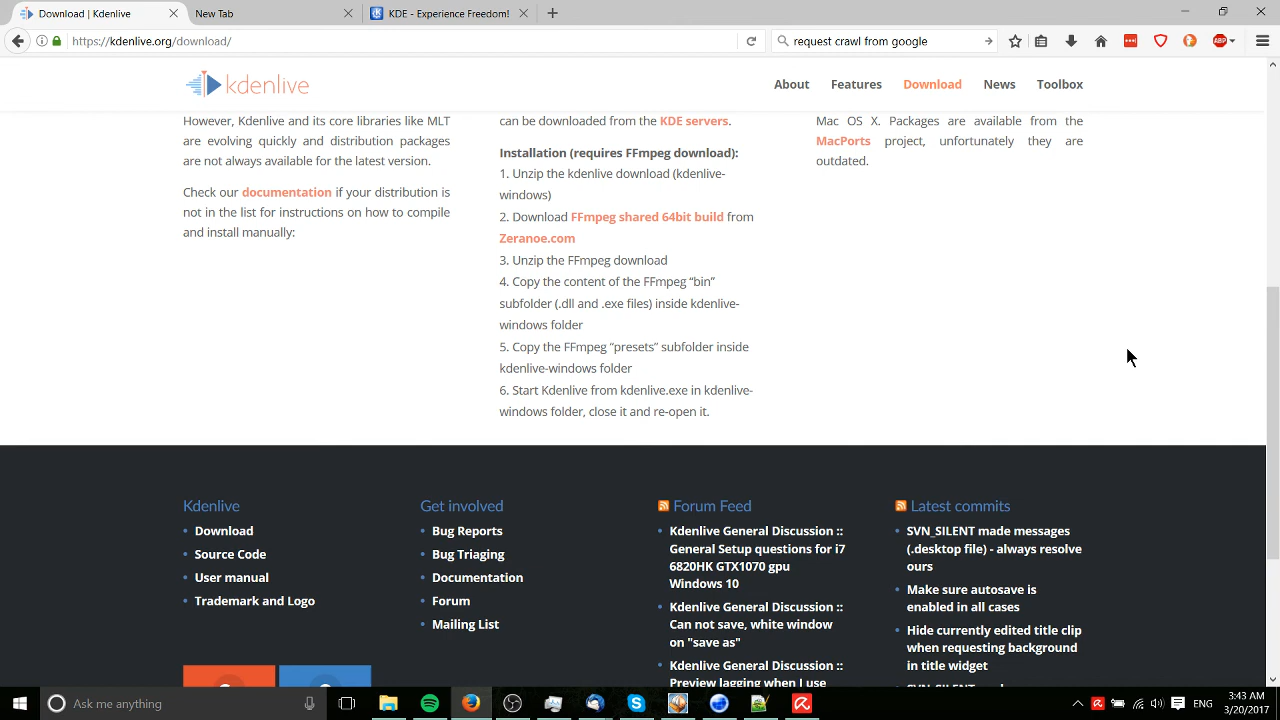 Download | Kdenlive
New Tab
KDE - Experience Freedom!
https://kdenlive.org/download/
request crawl from google
ABP
kdenlive
About
Features
Download
News
Toolbox
However, Kdenlive and its core libraries like MLT
are evolving quickly and distribution packages
are not always available for the latest version.
Check our documentation if your distribution is
not in the list for instructions on how to compile
and install manually:
can be downloaded from the KDE servers.
Installation (requires FFmpeg download):
1. Unzip the kdenlive download (kdenlive-
windows)
2. Download FFmpeg shared 64bit build from
Zeranoe.com
3. Unzip the FFmpeg download
4. Copy the content of the FFmpeg “bin”
subfolder (.dll and .exe files) inside kdenlive-
windows folder
5. Copy the FFmpeg “presets” subfolder inside
kdenlive-windows folder
6. Start Kdenlive from kdenlive.exe in kdenlive-
windows folder, close it and re-open it.
Mac OS X. Packages are available from the
MacPorts project, unfortunately they are
outdated.
Kdenlive
Download
Source Code
User manual
Trademark and Logo
Get involved
Bug Reports
Bug Triaging
Documentation
Forum
Mailing List
Forum Feed
Kdenlive General Discussion ::
General Setup questions for i7
6820HK GTX1070 gpu
Windows 10
Kdenlive General Discussion ::
Can not save, white window
on "save as"
Kdenlive General Discussion ::
Preview lagging when I use
Latest commits
SVN_SILENT made messages
(.desktop file) - always resolve
ours
Make sure autosave is
enabled in all cases
Hide currently edited title clip
when requesting background
in title widget
Ask me anything
ENG
3:43 AM
3/20/2017